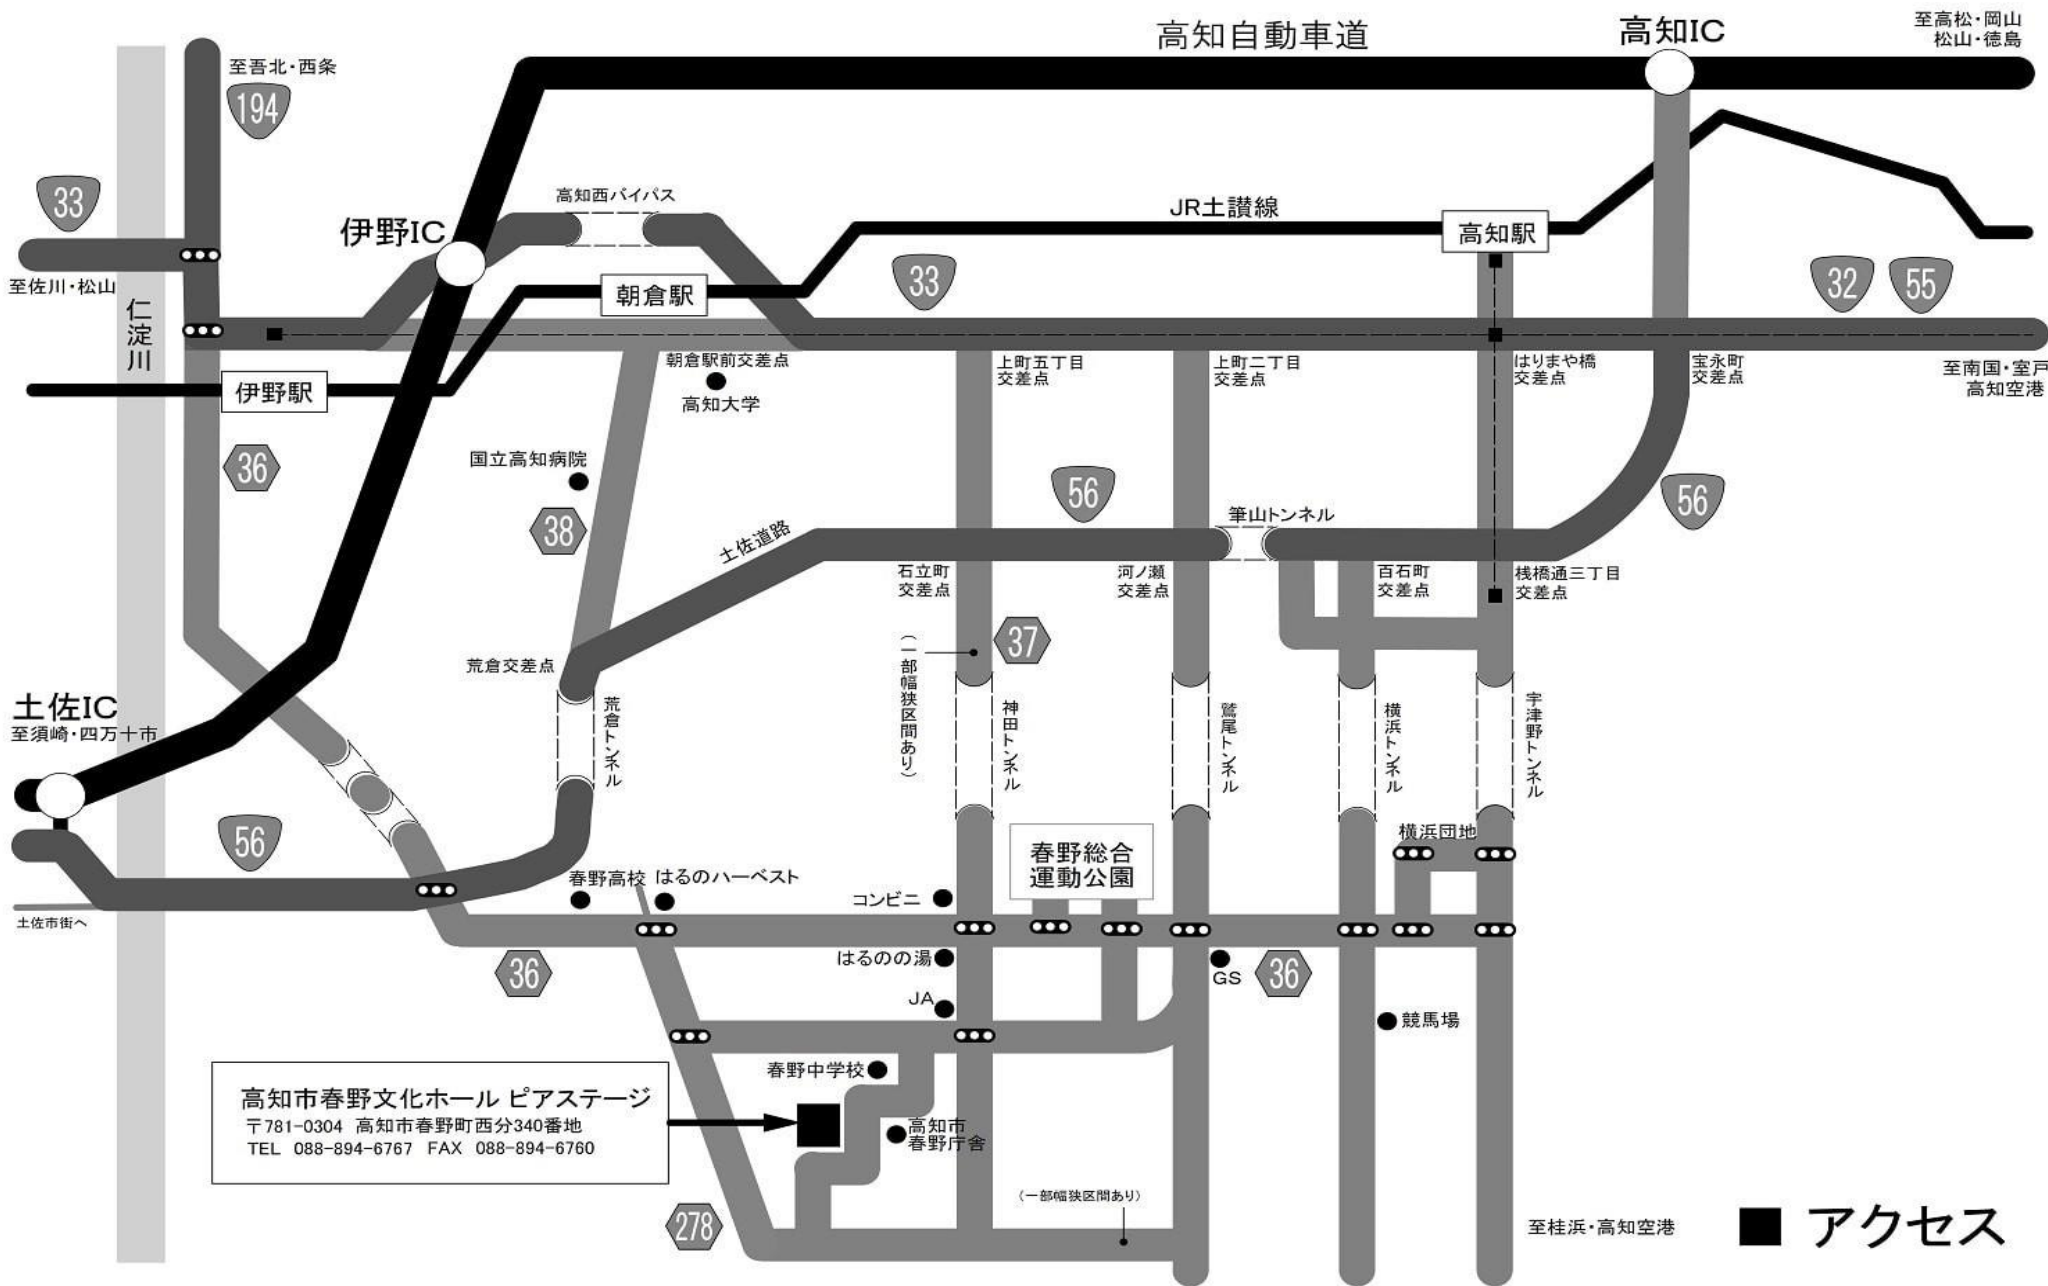 高知自動車道
高知IC
至高松・岡山
松山・徳島
至吾北・西条
194
33
高知西バイパス
JR土讃線
高知駅
伊野IC
至佐川・松山
仁淀川
朝倉駅
33
32
55
伊野駅
朝倉駅前交差点
高知大学
上町五丁目
交差点
上町二丁目
交差点
はりまや橋
交差点
宝永町
交差点
至南国・室戸
高知空港
36
国立高知病院
38
56
56
土佐道路
筆山トンネル
石立町
交差点
河ノ瀬
交差点
百石町
交差点
桟橋通三丁目
交差点
37
(一部幅狭区間あり)
荒倉交差点
荒倉トンネル
神田トンネル
鷲尾トンネル
横浜トンネル
宇津野トンネル
土佐IC
至須崎・四万十市
56
土佐市街へ
春野高校
はるのハーベスト
コンビニ
春野総合
運動公園
横浜団地
36
はるのの湯
GS
36
JA
競馬場
春野中学校
高知市春野文化ホール ピアステージ
〒781-0304 高知市春野町西分340番地
TEL 088-894-6767 FAX 088-894-6760
高知市
春野庁舎
278
(一部幅狭区間あり)
至桂浜・高知空港
■ アクセス